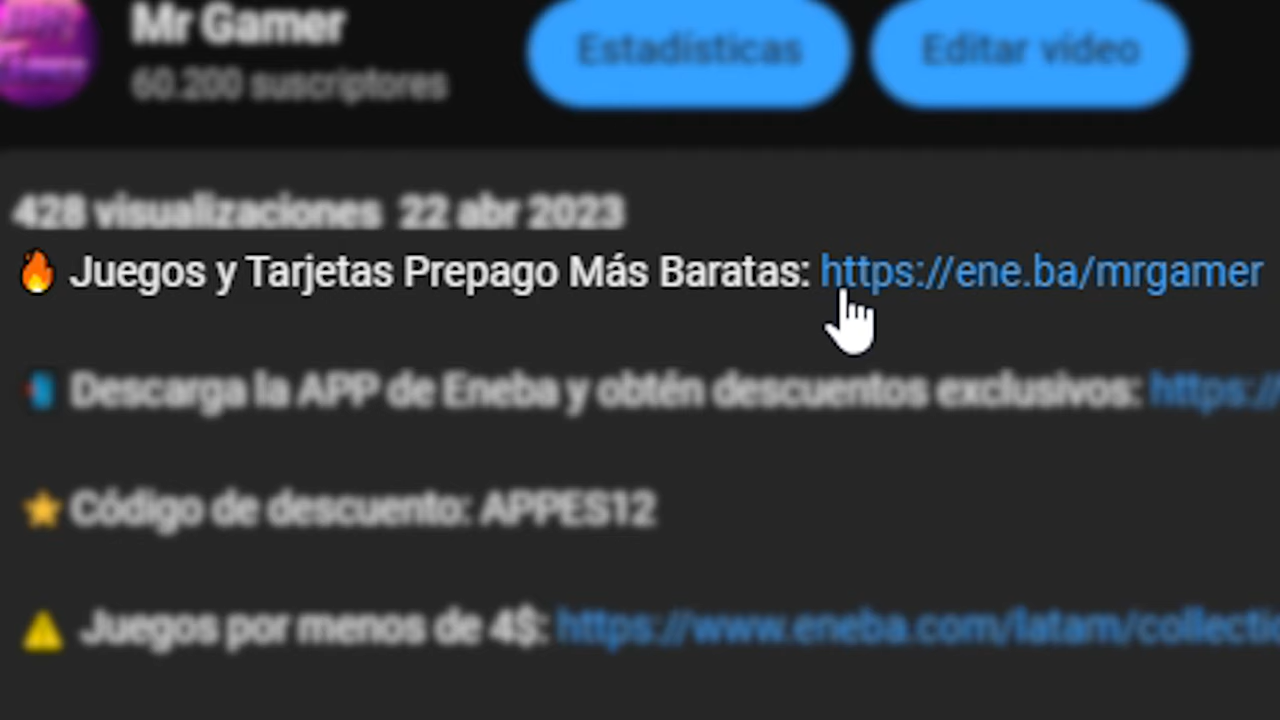 Mr Gamer
60.200 suscriptores
Estadísticas
Editar vídeo
428 visualizaciones 22 abr 2023
🔥 Juegos y Tarjetas Prepago Más Baratas: https://ene.ba/mrgamer
Descarga la APP de Eneba y obtén descuentos exclusivos: https://
⭐ Código de descuento: APPES12
⚠ Juegos por menos de 4$: https://www.eneba.com/latam/collectio